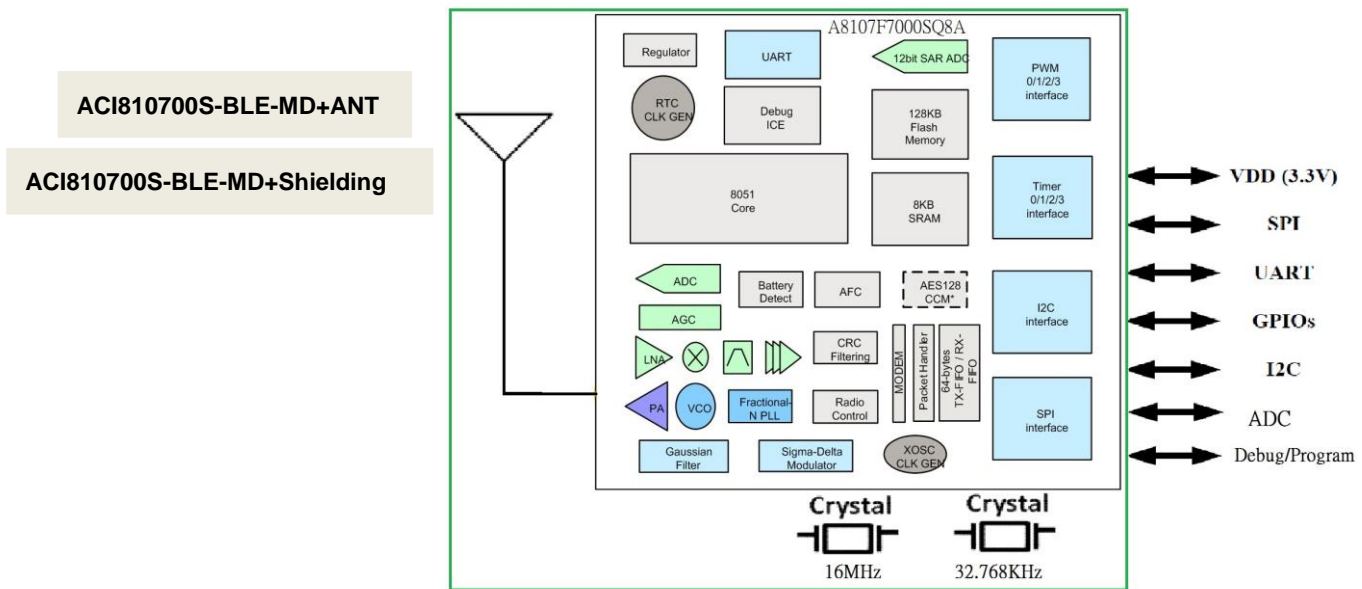 ACI810700S-BLE-MD+ANT
ACI810700S-BLE-MD+Shielding
A8107F7000SQ8A
Regulator
UART
12bit SAR ADC
PWM
0/1/2/3
interface
RTC
CLK GEN
Debug
ICE
128KB
Flash
Memory
8051
Core
8KB
SRAM
Timer
0/1/2/3
interface
ADC
Battery
Detect
AFC
AES128
CCM*
I2C
interface
AGC
LNA
CRC
Filtering
MODEM
Packet Handler
64-bytes
TX-FIFO / RX-
FIFO
PA
VCO
Fractional-
N PLL
Radio
Control
SPI
interface
Gaussian
Filter
Sigma-Delta
Modulator
XOSC
CLK GEN
VDD (3.3V)
SPI
UART
GPIOs
I2C
ADC
Debug/Program
Crystal
16MHz
Crystal
32.768KHz